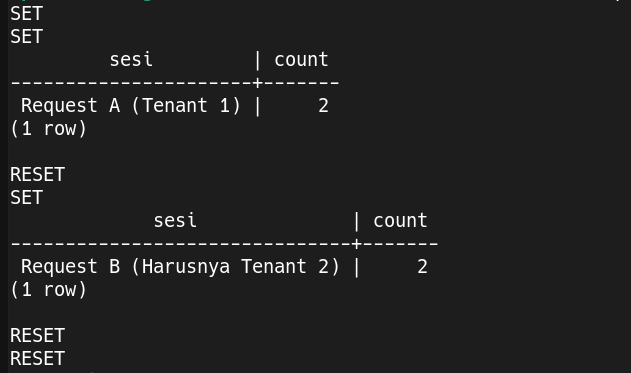 SET
SET
         sesi         | count
----------------------+-------
 Request A (Tenant 1) |     2
(1 row)

RESET
SET
             sesi              | count
-------------------------------+-------
 Request B (Harusnya Tenant 2) |     2
(1 row)

RESET
RESET